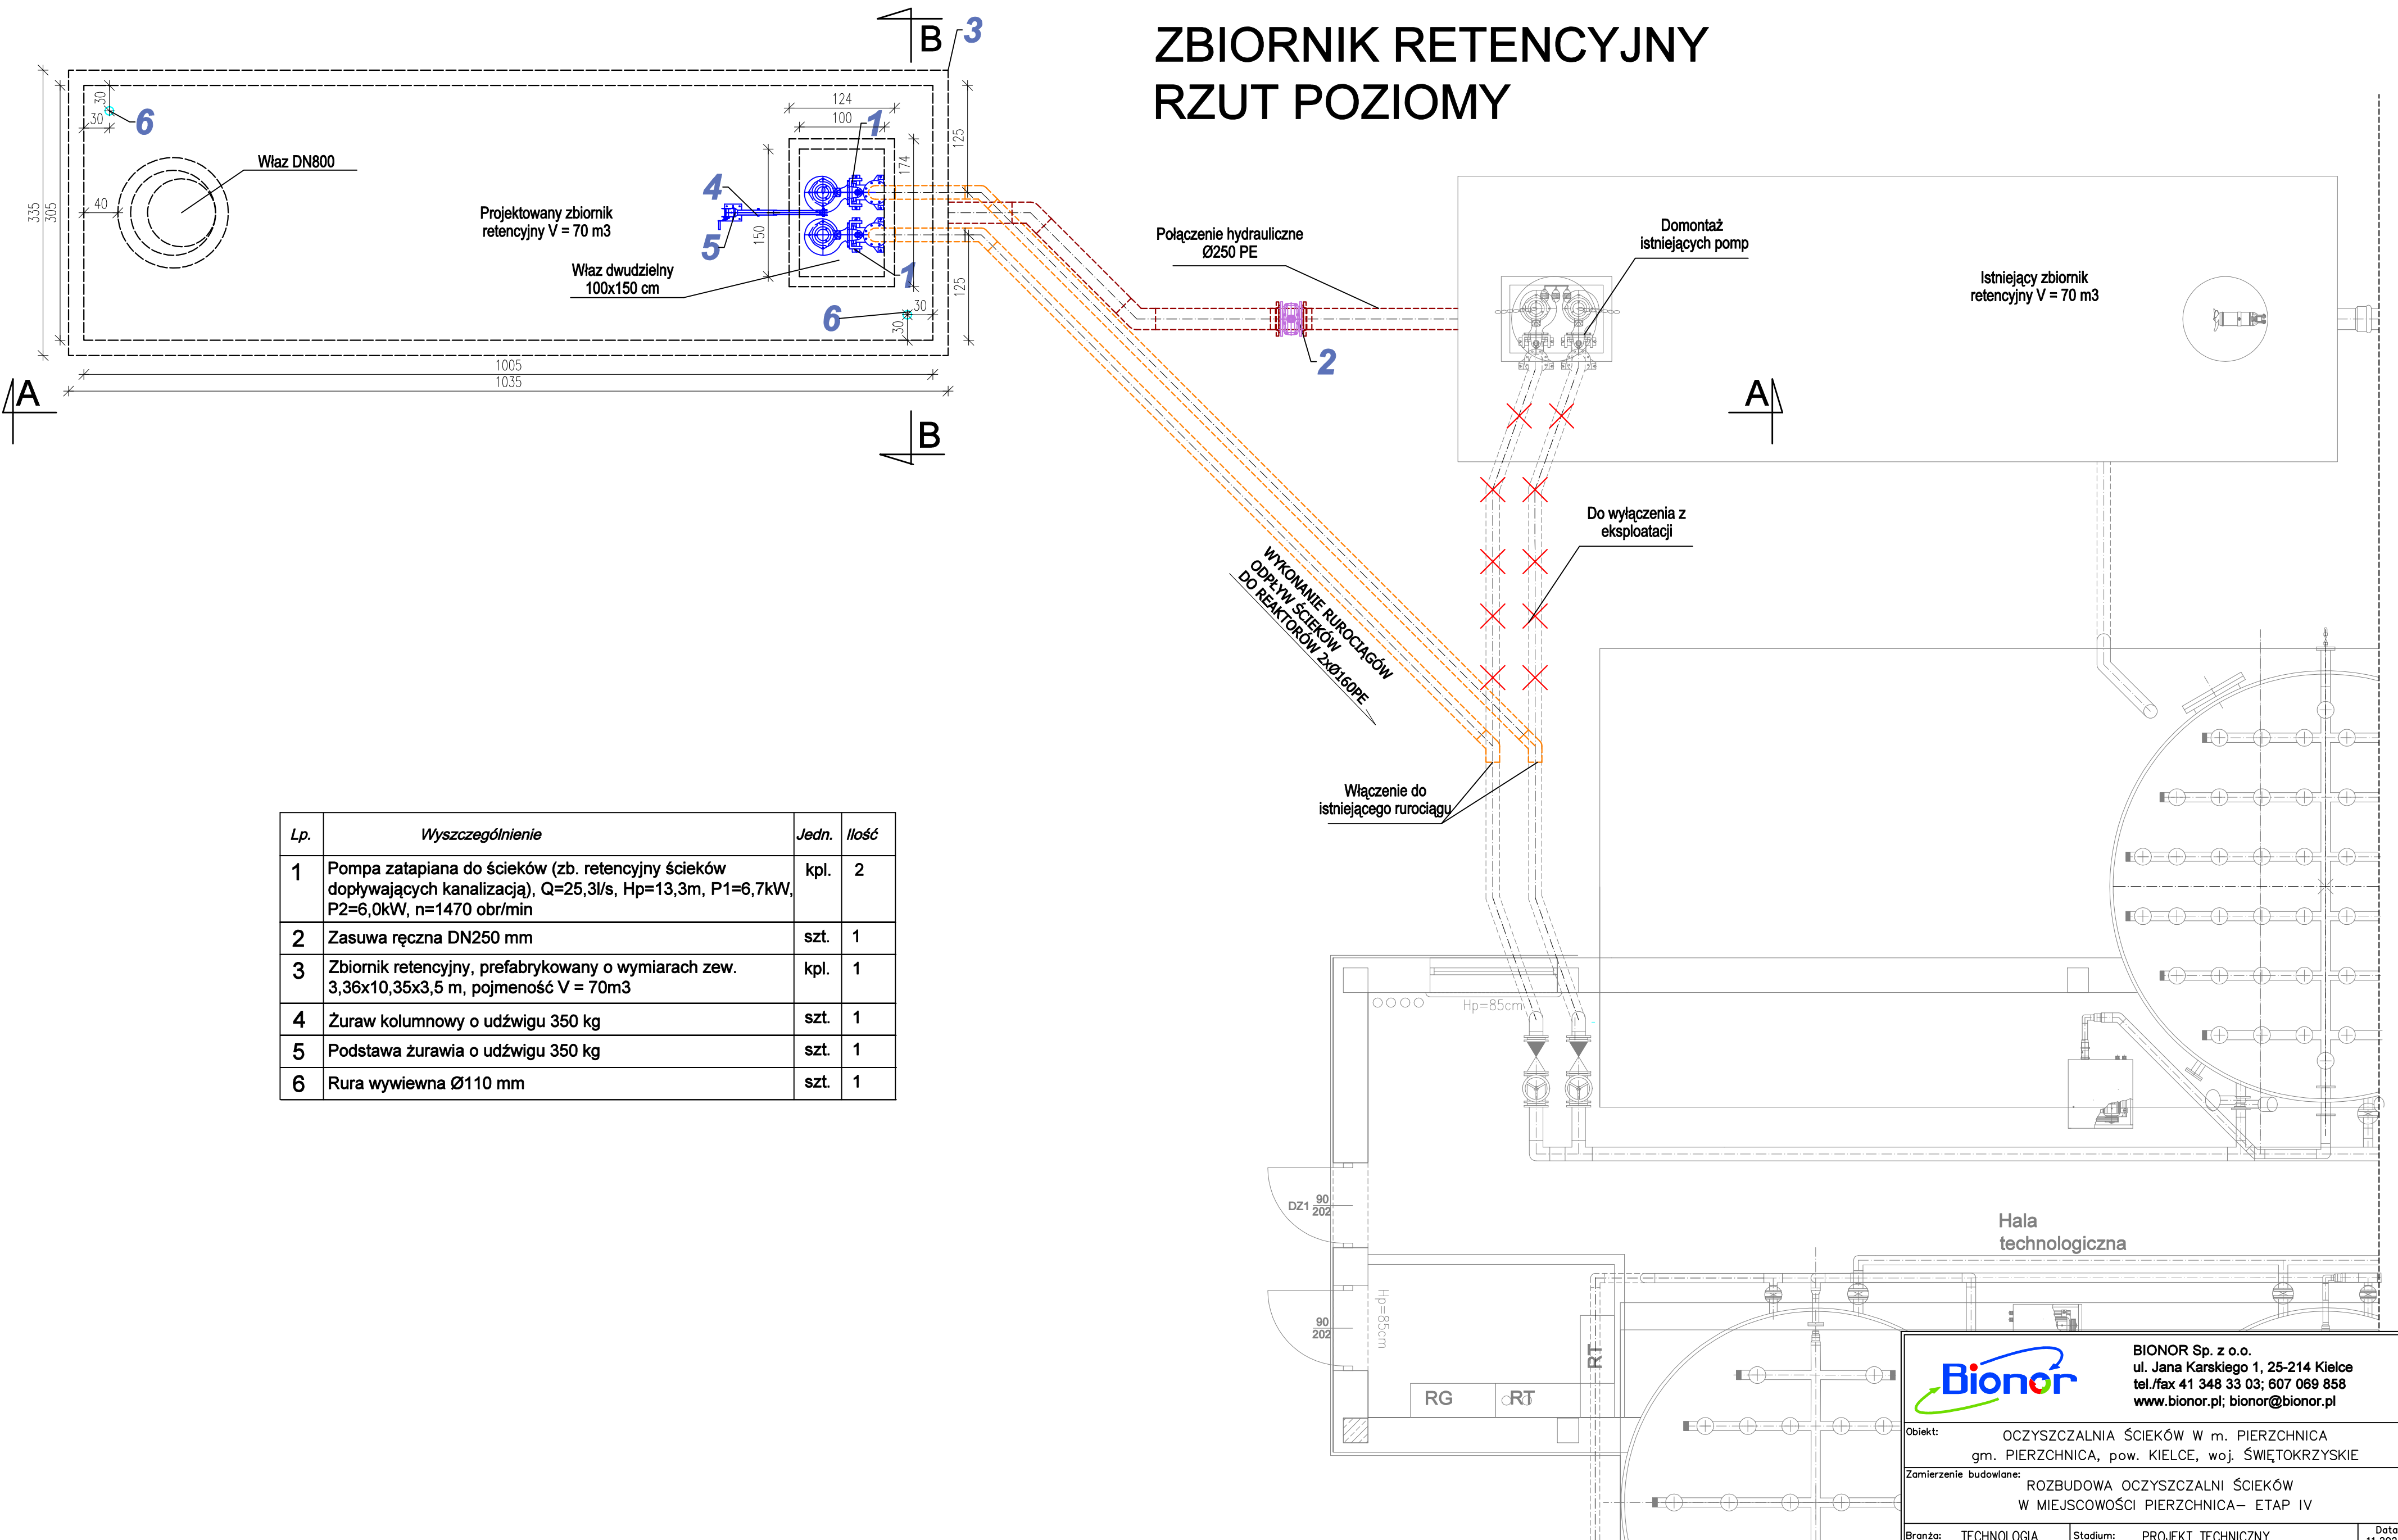 ZBIORNIK RETENCYJNY
RZUT POZIOMY
B
3
124
100
1
30
30
6
125
174
Właz DN800
4
335
305
40
Projektowany zbiornik
retencyjny V = 70 m3
150
5
Właz dwudzielny
100x150 cm
1
125
30
6
30
1005
1035
A
B
Połączenie hydrauliczne
Ø250 PE
2
Domontaż
istniejących pomp
Istniejący zbiornik
retencyjny V = 70 m3
A
Do wyłączenia z
eksploatacji
WYKONANIE RUROCIĄGÓW
ODPŁYW ŚCIEKÓW
DO REAKTORÓW 2xØ160PE
Włączenie do
istniejącego rurociągu
Lp. Wyszczególnienie Jedn. Ilość
1 Pompa zatapiana do ścieków (zb. retencyjny ścieków kpl. 2
dopływających kanalizacją), Q=25,3l/s, Hp=13,3m, P1=6,7kW,
P2=6,0kW, n=1470 obr/min
2 Zasuwa ręczna DN250 mm szt. 1
3 Zbiornik retencyjny, prefabrykowany o wymiarach zew. kpl. 1
3,36x10,35x3,5 m, pojmeność V = 70m3
4 Żuraw kolumnowy o udźwigu 350 kg szt. 1
5 Podstawa żurawia o udźwigu 350 kg szt. 1
6 Rura wywiewna Ø110 mm szt. 1
Hp=85cm
DZ1 90
202
90
202
Hp=85cm
Hala
technologiczna
RT
RG
RT
Bionor
BIONOR Sp. z o.o.
ul. Jana Karskiego 1, 25-214 Kielce
tel./fax 41 348 33 03; 607 069 858
www.bionor.pl; bionor@bionor.pl
Obiekt: OCZYSZCZALNIA ŚCIEKÓW W m. PIERZCHNICA
gm. PIERZCHNICA, pow. KIELCE, woj. ŚWIĘTOKRZYSKIE
Zamierzenie budowlane:
ROZBUDOWA OCZYSZCZALNI ŚCIEKÓW
W MIEJSCOWOŚCI PIERZCHNICA– ETAP IV
Branża: TECHNOLOGIA Stadium: PROJEKT TECHNICZNY Data